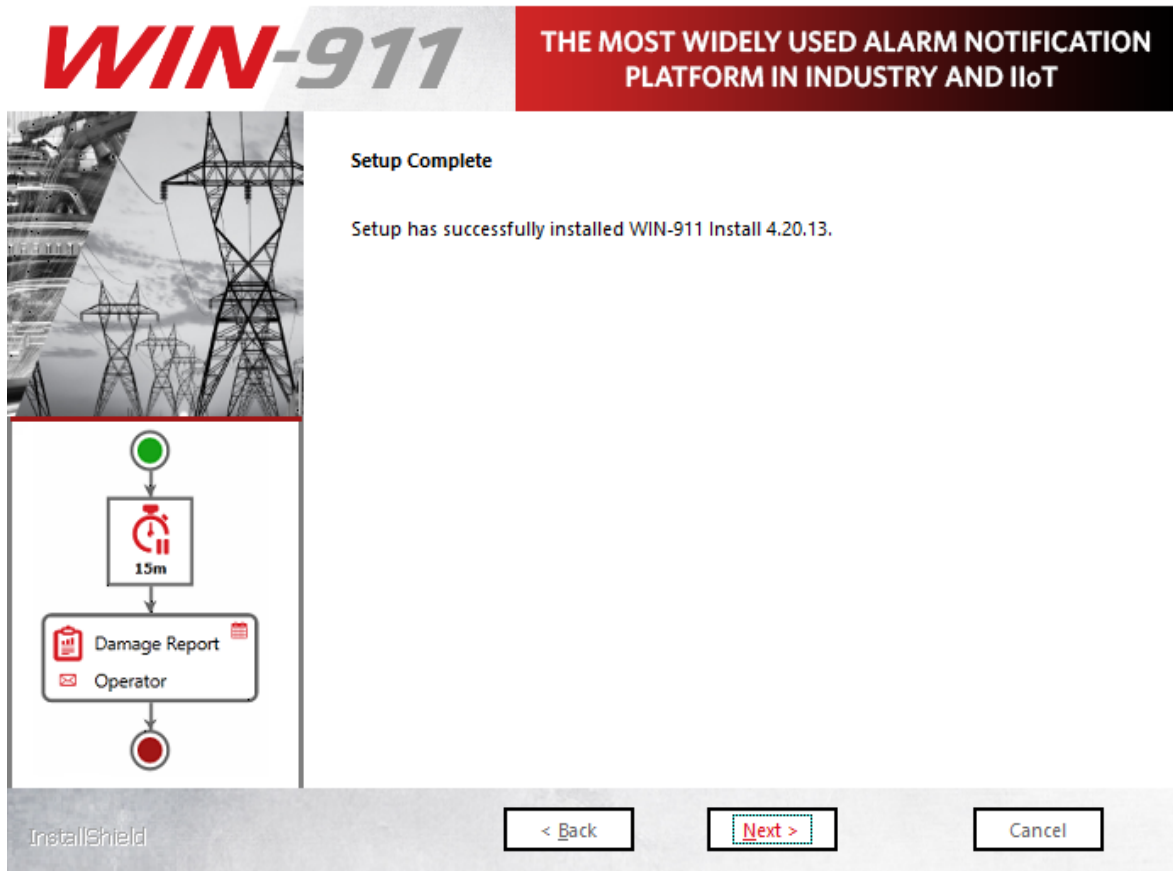 WIN-911
THE MOST WIDELY USED ALARM NOTIFICATION
PLATFORM IN INDUSTRY AND IIoT
Setup Complete
Setup has successfully installed WIN-911 Install 4.20.13.
15m
Damage Report
Operator
InstallShield
< Back
Next >
Cancel